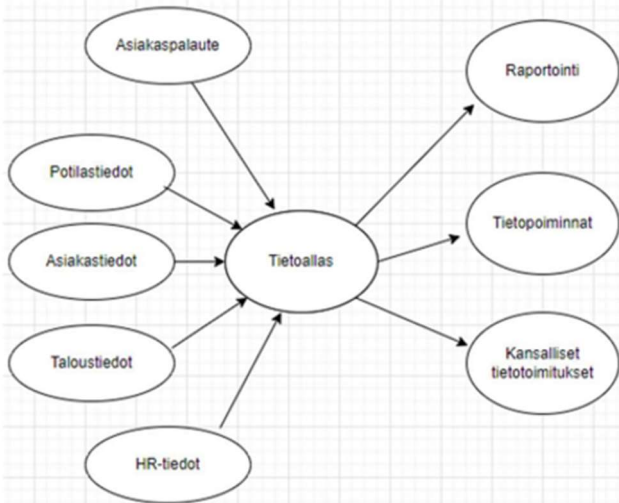 Asiakaspalaute
Raportointi
Potilastiedot
Tietopoiminnat
Asiakastiedot
Tietoallas
Taloustiedot
Kansalliset
tietotoimitukset
HR-tiedot